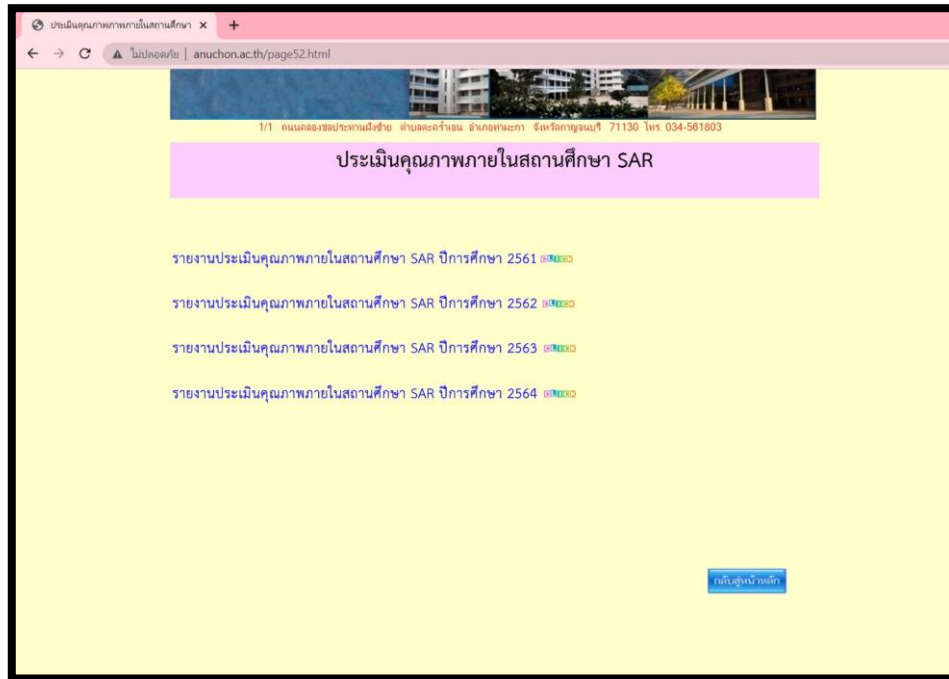 ประเมินคุณภาพภายในสถานศึกษา × +
ไม่ปลอดภัย | anuchon.ac.th/page52.html
1/1 ถนนคลองชลประทานฝั่งซ้าย ตำบลตะคร้ำเอน อำเภอท่ามะกา จังหวัดกาญจนบุรี 71130 โทร. 034-561803
ประเมินคุณภาพภายในสถานศึกษา SAR
รายงานประเมินคุณภาพภายในสถานศึกษา SAR ปีการศึกษา 2561 CLICK
รายงานประเมินคุณภาพภายในสถานศึกษา SAR ปีการศึกษา 2562 CLICK
รายงานประเมินคุณภาพภายในสถานศึกษา SAR ปีการศึกษา 2563 CLICK
รายงานประเมินคุณภาพภายในสถานศึกษา SAR ปีการศึกษา 2564 CLICK
กลับสู่หน้าหลัก